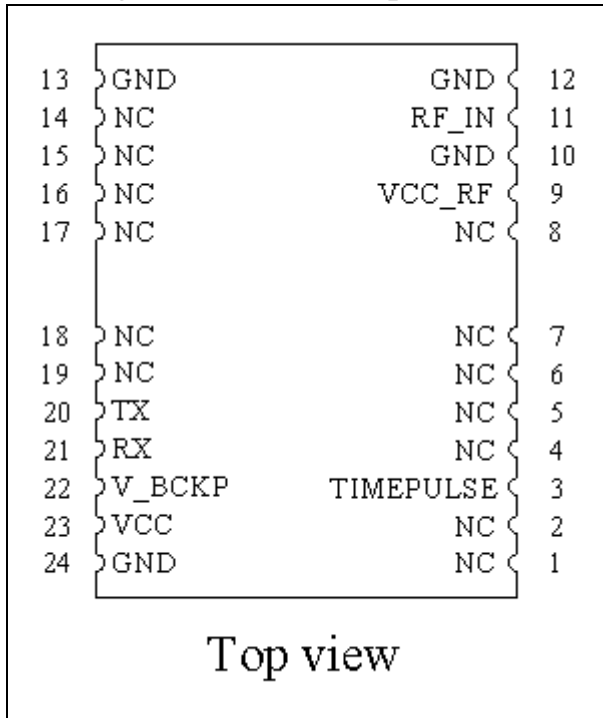 13 GND GND 12
14 NC RF_IN 11
15 NC GND 10
16 NC VCC_RF 9
17 NC NC 8
18 NC NC 7
19 NC NC 6
20 TX NC 5
21 RX NC 4
22 V_BCKP TIMEPULSE 3
23 VCC NC 2
24 GND NC 1
Top view